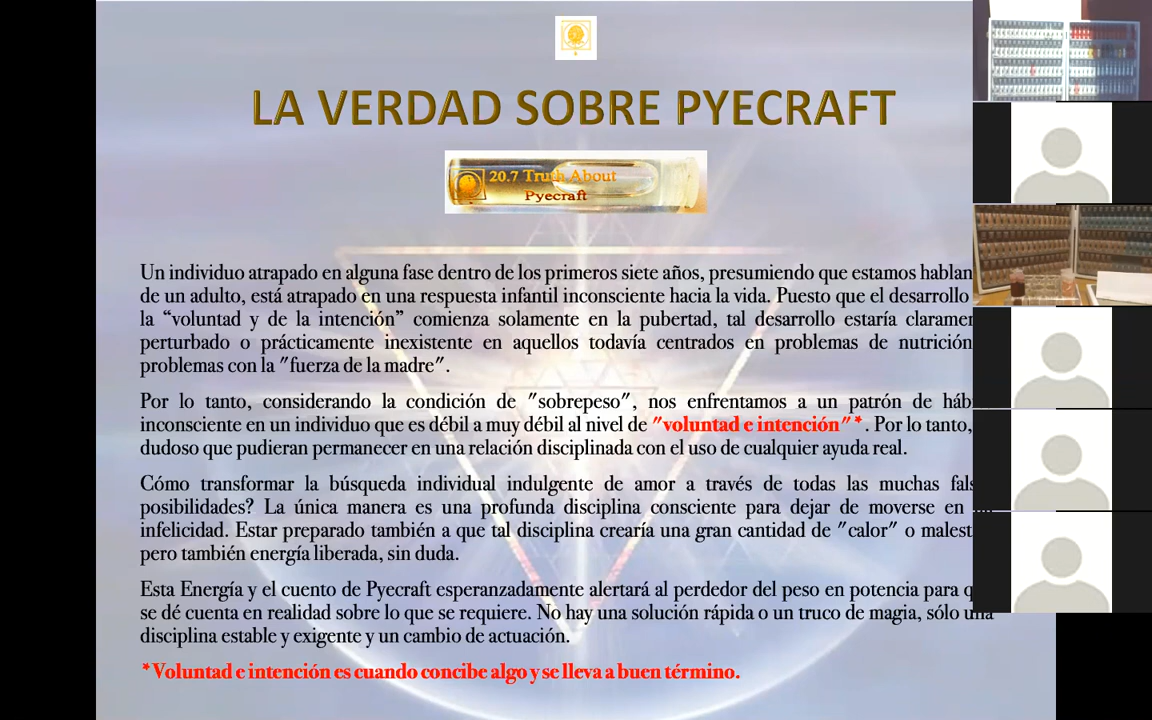 LA VERDAD SOBRE PYECRAFT
20.7 Truth About
Pyecraft
Un individuo atrapado en alguna fase dentro de los primeros siete años, presumiendo que estamos hablan
de un adulto, está atrapado en una respuesta infantil inconsciente hacia la vida. Puesto que el desarrollo
la “voluntad y de la intención” comienza solamente en la pubertad, tal desarrollo estaría claramen
perturbado o prácticamente inexistente en aquellos todavía centrados en problemas de nutrición
problemas con la "fuerza de la madre".
Por lo tanto, considerando la condición de "sobrepeso", nos enfrentamos a un patrón de háb
inconsciente en un individuo que es débil a muy débil al nivel de "voluntad e intención"*. Por lo tanto,
dudoso que pudieran permanecer en una relación disciplinada con el uso de cualquier ayuda real.
Cómo transformar la búsqueda individual indulgente de amor a través de todas las muchas fals
posibilidades? La única manera es una profunda disciplina consciente para dejar de moverse en
infelicidad. Estar preparado también a que tal disciplina crearía una gran cantidad de "calor" o malest
pero también energía liberada, sin duda.
Esta Energía y el cuento de Pyecraft esperanzadamente alertará al perdedor del peso en potencia para q
se dé cuenta en realidad sobre lo que se requiere. No hay una solución rápida o un truco de magia, sólo una
disciplina estable y exigente y un cambio de actuación.
*Voluntad e intención es cuando concibe algo y se lleva a buen término.